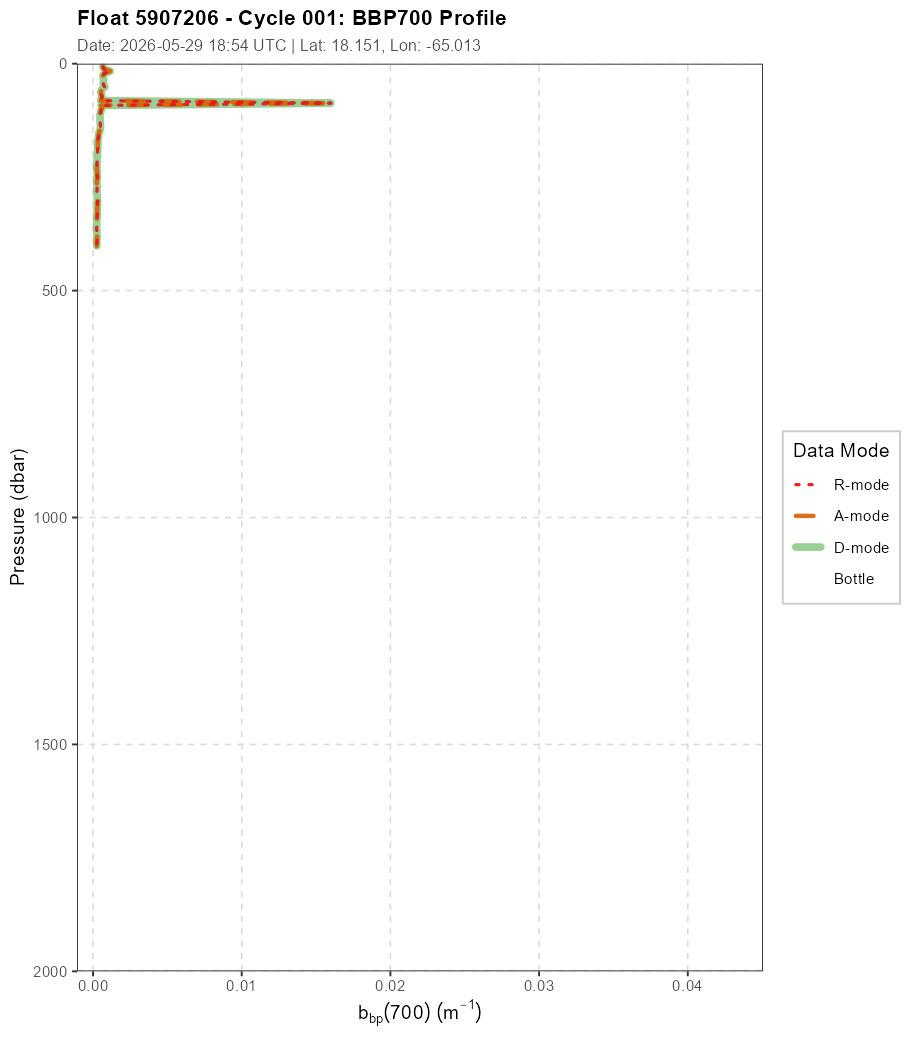 Float 5907206 - Cycle 001: BBP700 Profile
Date: 2026-05-29 18:54 UTC | Lat: 18.151, Lon: -65.013
0
500
1000
1500
2000
Pressure (dbar)
0.00 0.01 0.02 0.03 0.04
b_bp(700) (m⁻¹)
Data Mode
R-mode
A-mode
D-mode
Bottle